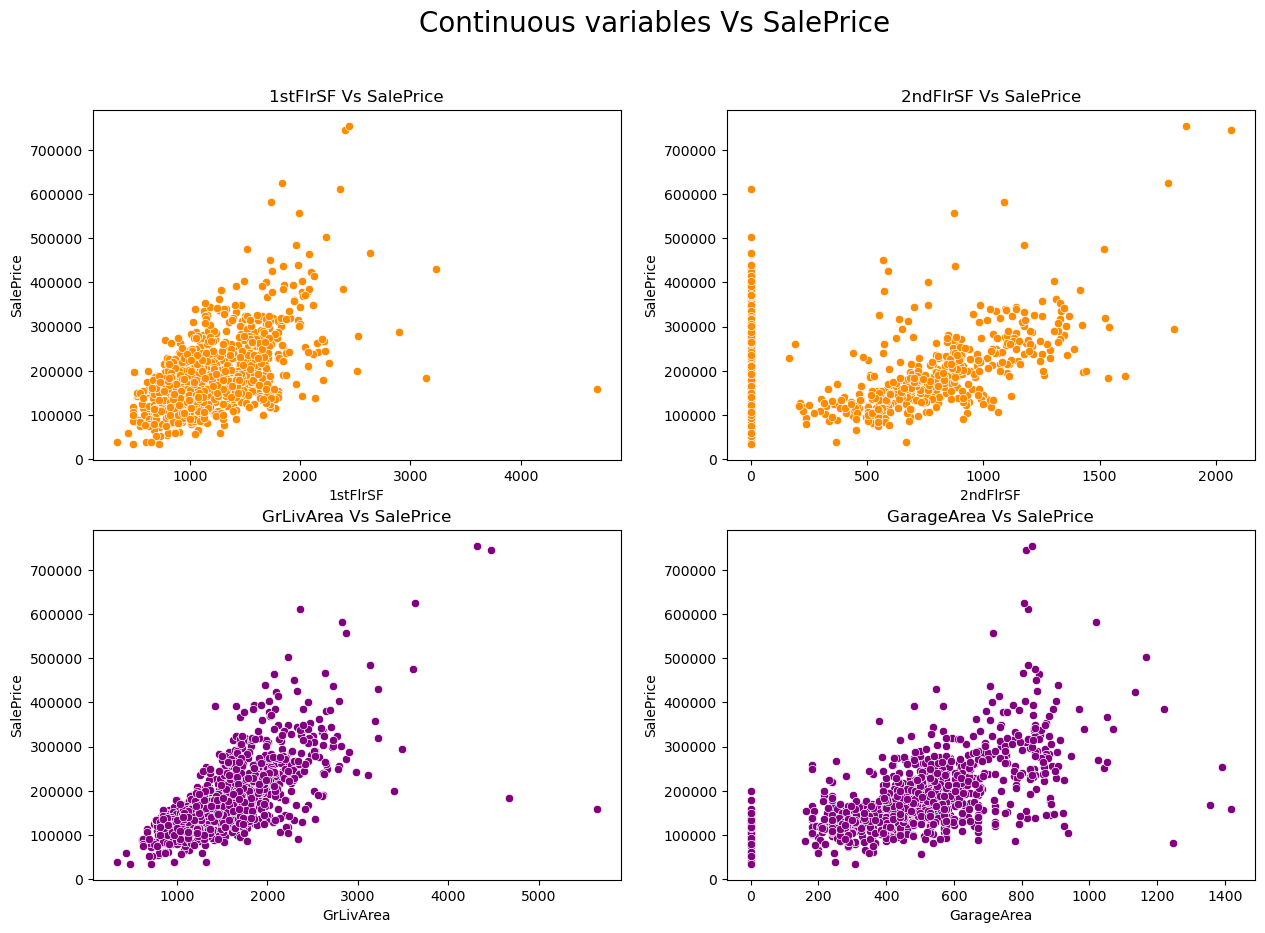 Continuous variables Vs SalePrice
1stFlrSF Vs SalePrice
SalePrice
700000
600000
500000
400000
300000
200000
100000
0
1000 2000 3000 4000
1stFlrSF
2ndFlrSF Vs SalePrice
SalePrice
700000
600000
500000
400000
300000
200000
100000
0
0 500 1000 1500 2000
2ndFlrSF
GrLivArea Vs SalePrice
SalePrice
700000
600000
500000
400000
300000
200000
100000
0
1000 2000 3000 4000 5000
GrLivArea
GarageArea Vs SalePrice
SalePrice
700000
600000
500000
400000
300000
200000
100000
0
0 200 400 600 800 1000 1200 1400
GarageArea